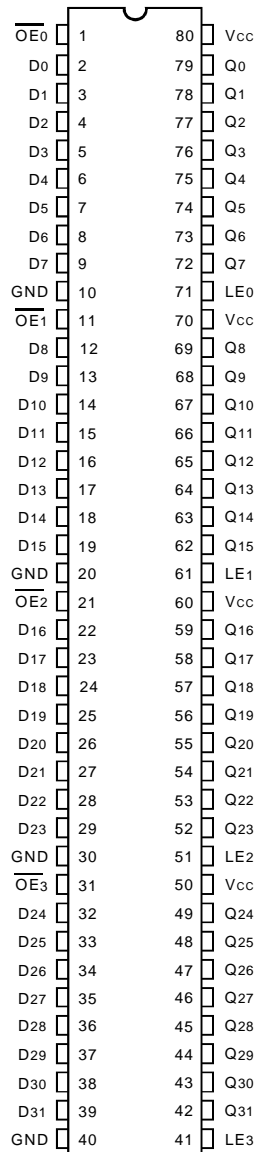 OE0 1 80 VCC
D0 2 79 Q0
D1 3 78 Q1
D2 4 77 Q2
D3 5 76 Q3
D4 6 75 Q4
D5 7 74 Q5
D6 8 73 Q6
D7 9 72 Q7
GND 10 71 LE0
OE1 11 70 VCC
D8 12 69 Q8
D9 13 68 Q9
D10 14 67 Q10
D11 15 66 Q11
D12 16 65 Q12
D13 17 64 Q13
D14 18 63 Q14
D15 19 62 Q15
GND 20 61 LE1
OE2 21 60 VCC
D16 22 59 Q16
D17 23 58 Q17
D18 24 57 Q18
D19 25 56 Q19
D20 26 55 Q20
D21 27 54 Q21
D22 28 53 Q22
D23 29 52 Q23
GND 30 51 LE2
OE3 31 50 VCC
D24 32 49 Q24
D25 33 48 Q25
D26 34 47 Q26
D27 35 46 Q27
D28 36 45 Q28
D29 37 44 Q29
D30 38 43 Q30
D31 39 42 Q31
GND 40 41 LE3